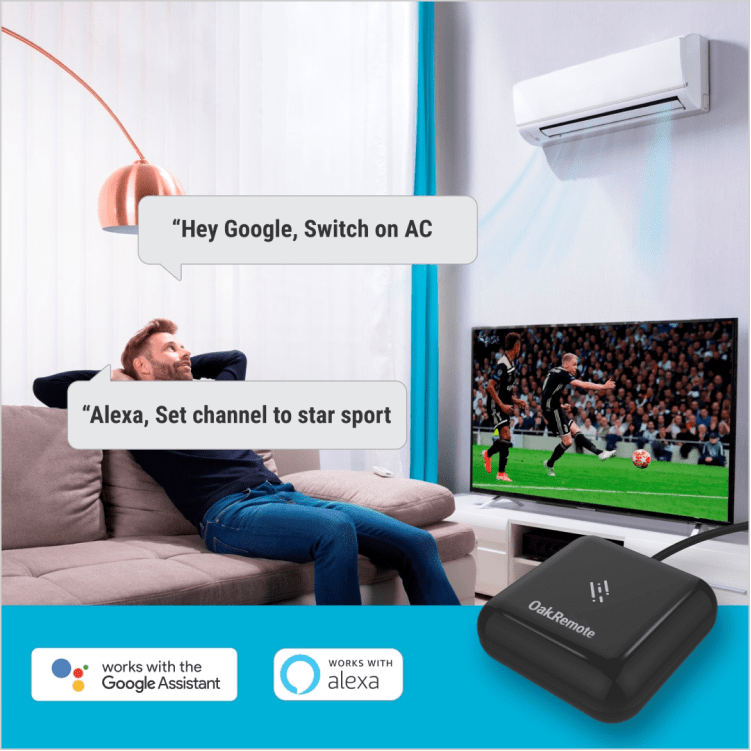 “Hey Google, Switch on AC
“Alexa, Set channel to star sport
OakRemote
works with the
Google Assistant
WORKS WITH
alexa